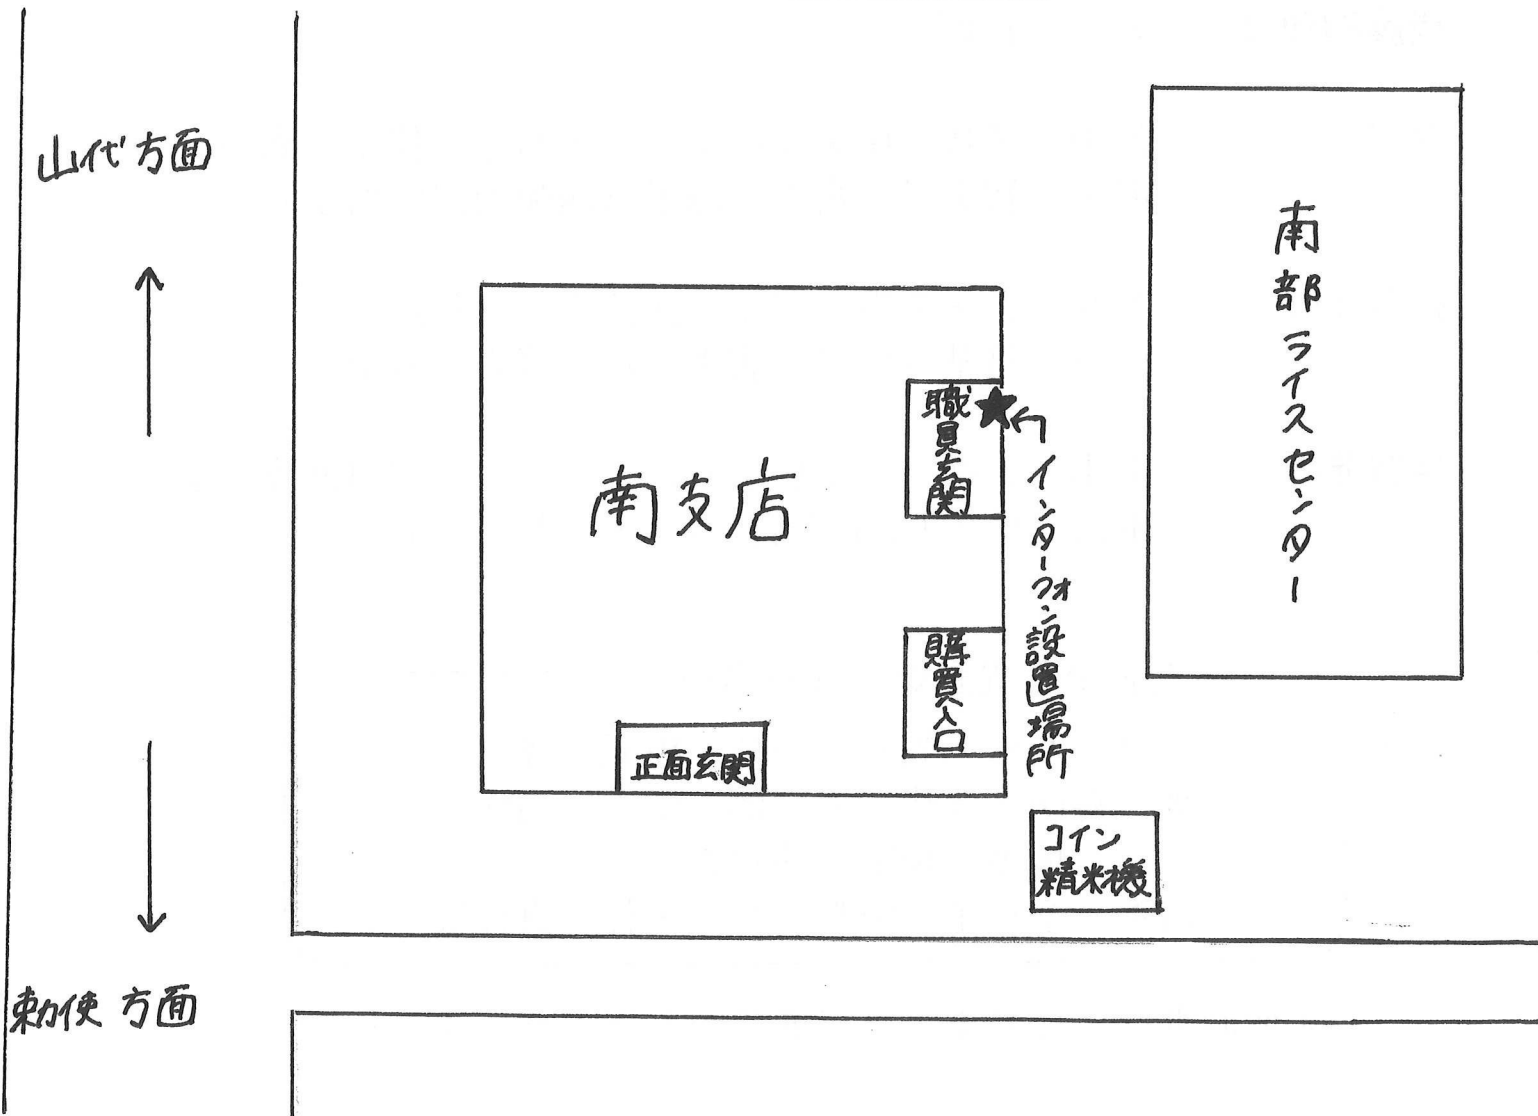 山代方面
南部ライスセンター
職員玄関
★
インターフォン設置場所
南支店
購買入口
正面玄関
コイン
精米機
勅使方面